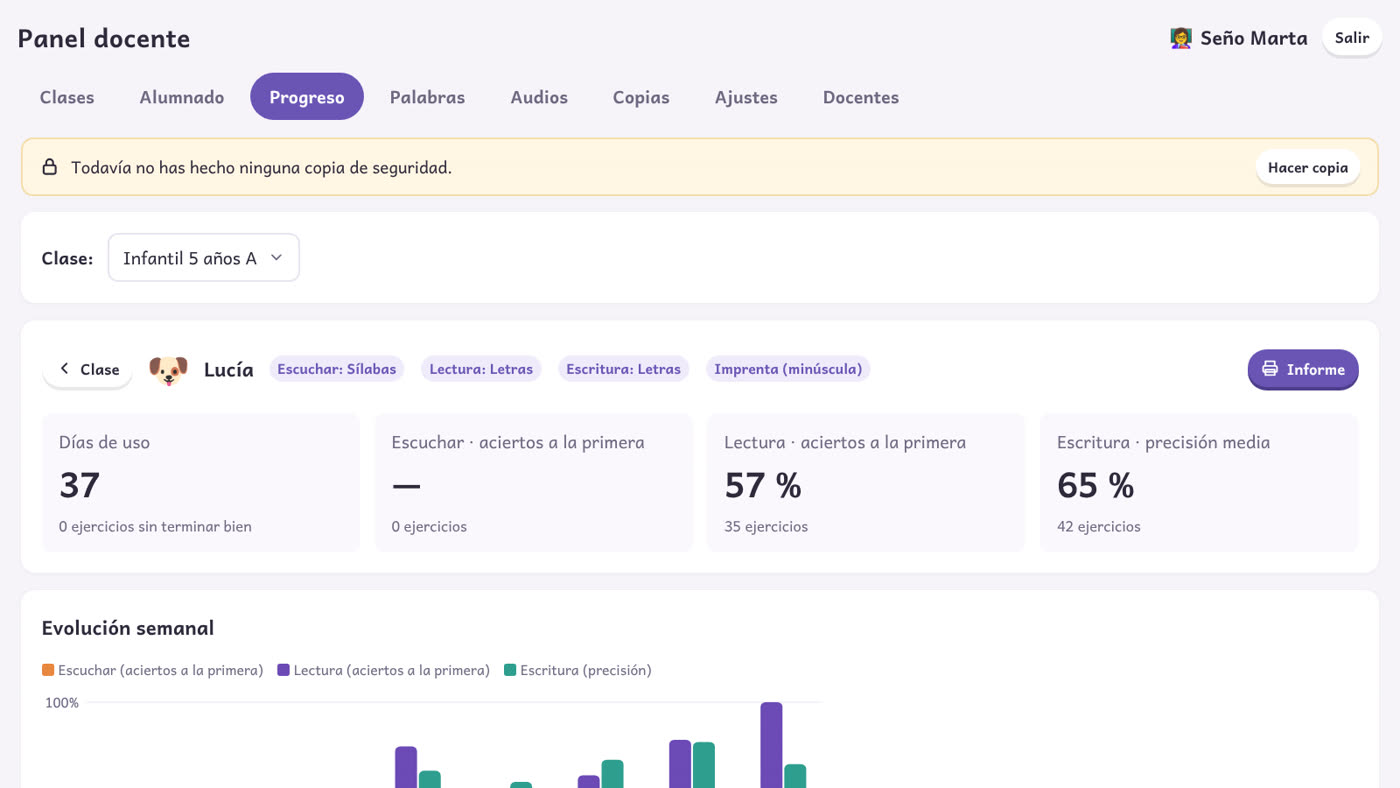 Panel docente
Seño Marta
Salir
Clases
Alumnado
Progreso
Palabras
Audios
Copias
Ajustes
Docentes
Todavía no has hecho ninguna copia de seguridad.
Hacer copia
Clase:
Infantil 5 años A
Clase
Lucía
Escuchar: Sílabas
Lectura: Letras
Escritura: Letras
Imprenta (minúscula)
Informe
Días de uso
37
0 ejercicios sin terminar bien
Escuchar · aciertos a la primera
—
0 ejercicios
Lectura · aciertos a la primera
57 %
35 ejercicios
Escritura · precisión media
65 %
42 ejercicios
Evolución semanal
Escuchar (aciertos a la primera)
Lectura (aciertos a la primera)
Escritura (precisión)
100%